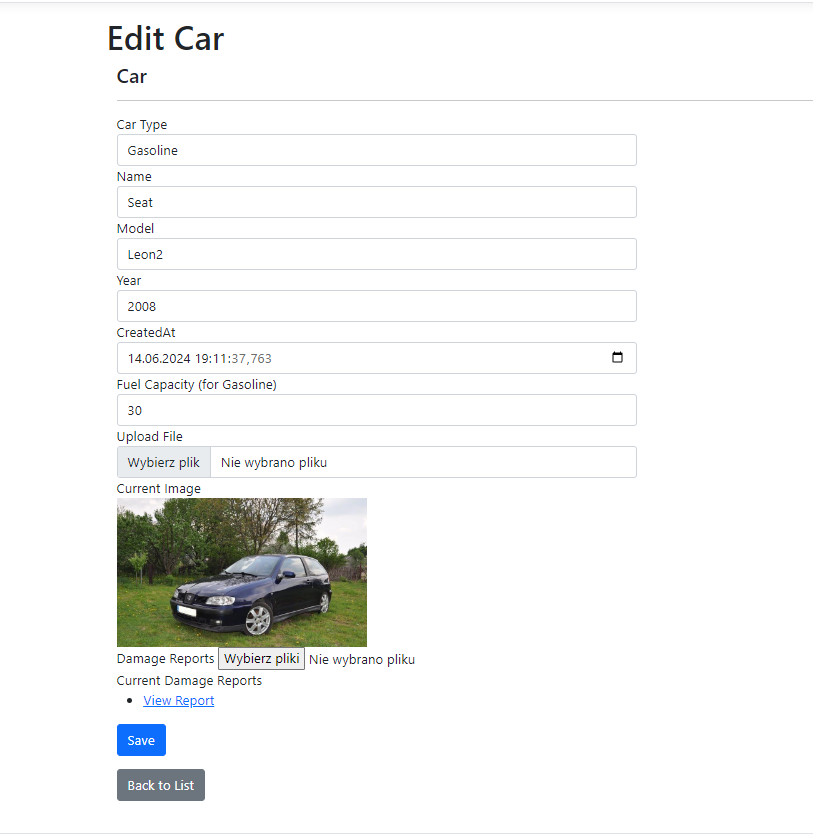 Edit Car
Car
Car Type
Gasoline
Name
Seat
Model
Leon2
Year
2008
CreatedAt
14.06.2024 19:11:37,763
Fuel Capacity (for Gasoline)
30
Upload File
Wybierz plik Nie wybrano pliku
Current Image
Damage Reports Wybierz pliki Nie wybrano pliku
Current Damage Reports
View Report
Save
Back to List